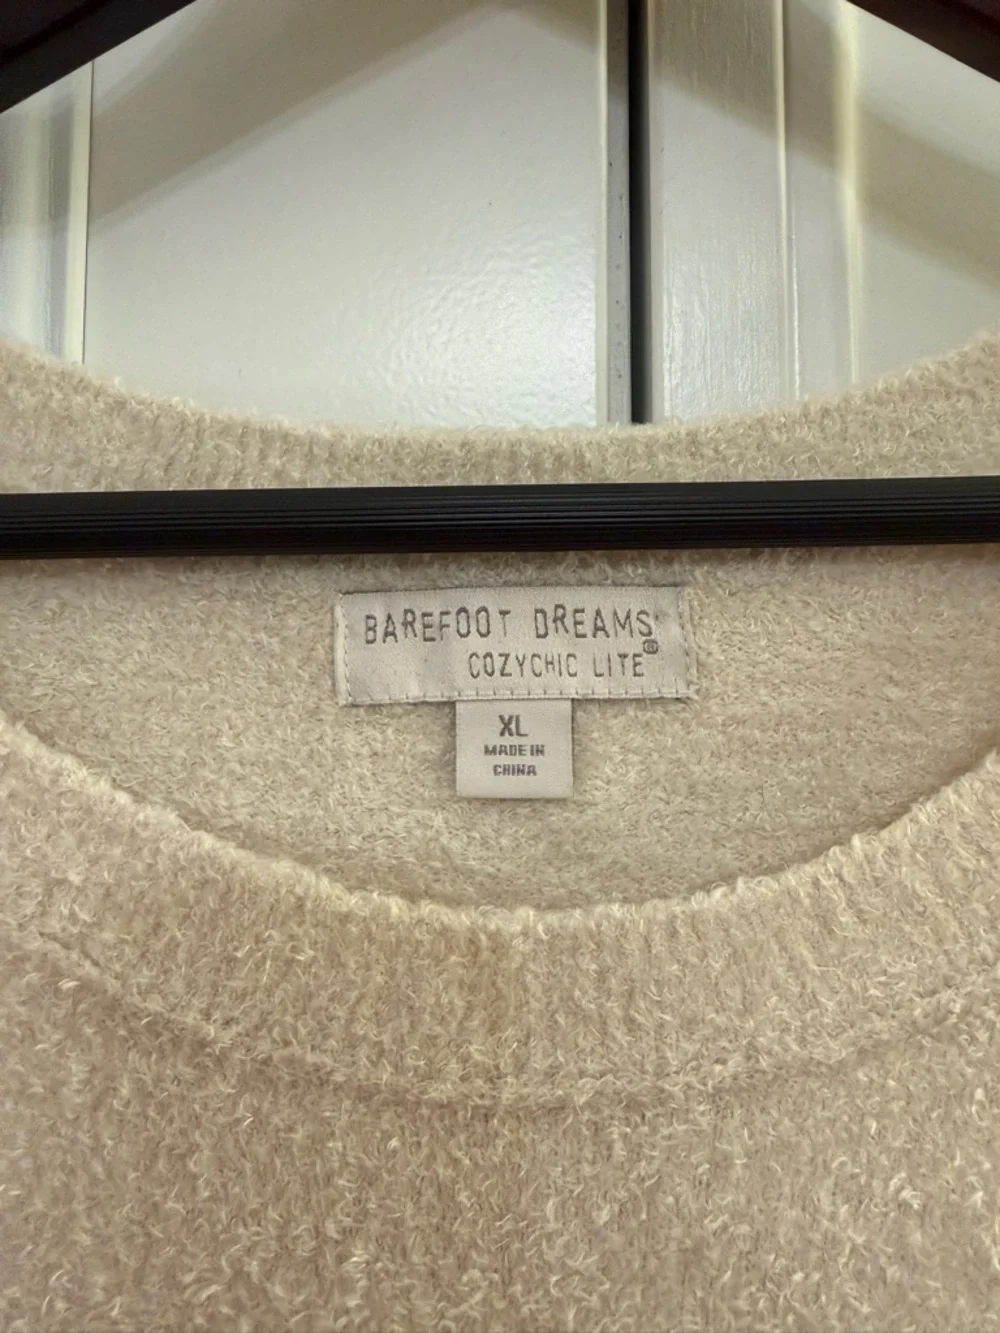 BAREFOOT DREAMS®
COZYCHIC LITE
XL
MADE IN
CHINA